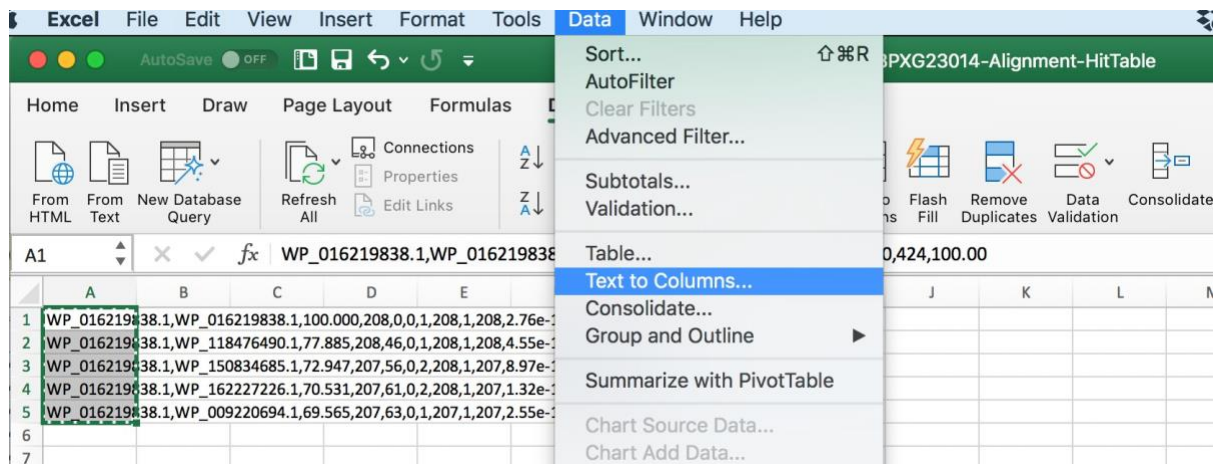 Excel File Edit View Insert Format Tools Data Window Help
AutoSave OFF
PXG23014-Alignment-HitTable
Home Insert Draw Page Layout Formulas
Sort... ⇧⌘R
AutoFilter
Clear Filters
Advanced Filter...
Subtotals...
Validation...
Table...
Text to Columns...
Consolidate...
Group and Outline ▶
Summarize with PivotTable
Chart Source Data...
Chart Add Data...
From HTML
From Text
New Database Query
Refresh All
Connections
Properties
Edit Links
Flash Fill
Remove Duplicates
Data Validation
Consolidate
A1 fx WP_016219838.1,WP_016219838 0,424,100.00
A B C D E J K L
1 WP_016219838.1,WP_016219838.1,100.000,208,0,0,1,208,1,208,2.76e-1
2 WP_016219838.1,WP_118476490.1,77.885,208,46,0,1,208,1,208,4.55e-1
3 WP_016219838.1,WP_150834685.1,72.947,207,56,0,2,208,1,207,8.97e-1
4 WP_016219838.1,WP_162227226.1,70.531,207,61,0,2,208,1,207,1.32e-1
5 WP_016219838.1,WP_009220694.1,69.565,207,63,0,1,207,1,207,2.55e-1
6
7